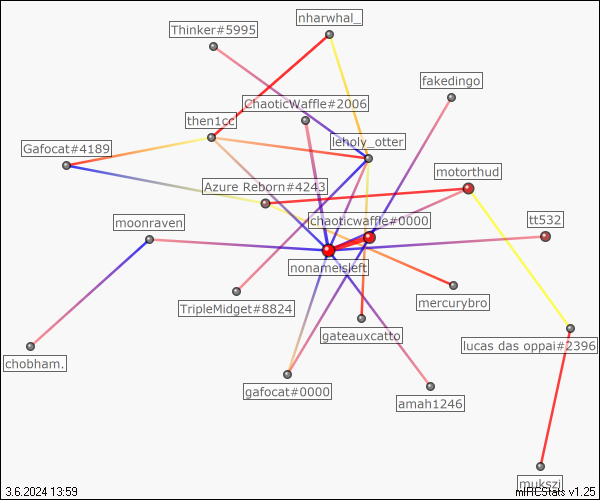 nharwhal_
Thinker#5995
fakedingo
ChaoticWaffle#2006
then1cc
leholy_otter
Gafocat#4189
motorthud
Azure Reborn#4243
chaoticwaffle#0000
tt532
moonraven
nonameisleft
TripleMidget#8824
mercurybro
gateauxcatto
lucas das oppai#2396
chobham.
gafocat#0000
amah1246
mukszi
3.6.2024 13:59
mIRCStats v1.25